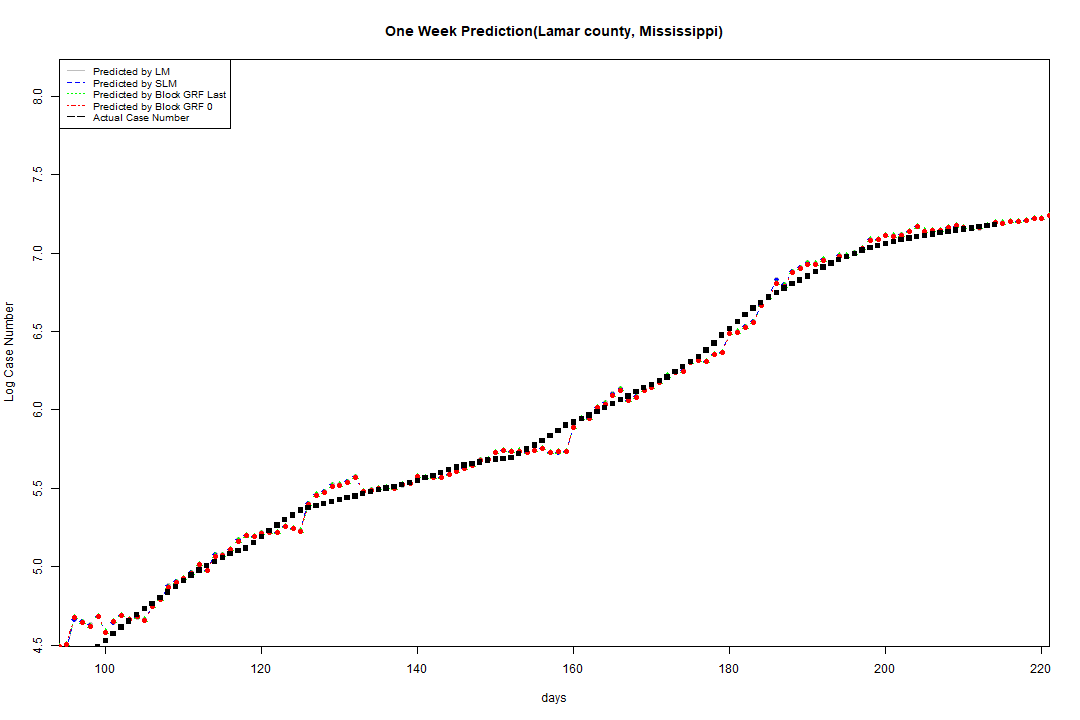 One Week Prediction(Lamar county, Mississippi)
Predicted by LM
Predicted by SLM
Predicted by Block GRF Last
Predicted by Block GRF 0
Actual Case Number
8.0
7.5
7.0
6.5
6.0
5.5
5.0
4.5
Log Case Number
100 120 140 160 180 200 220
days